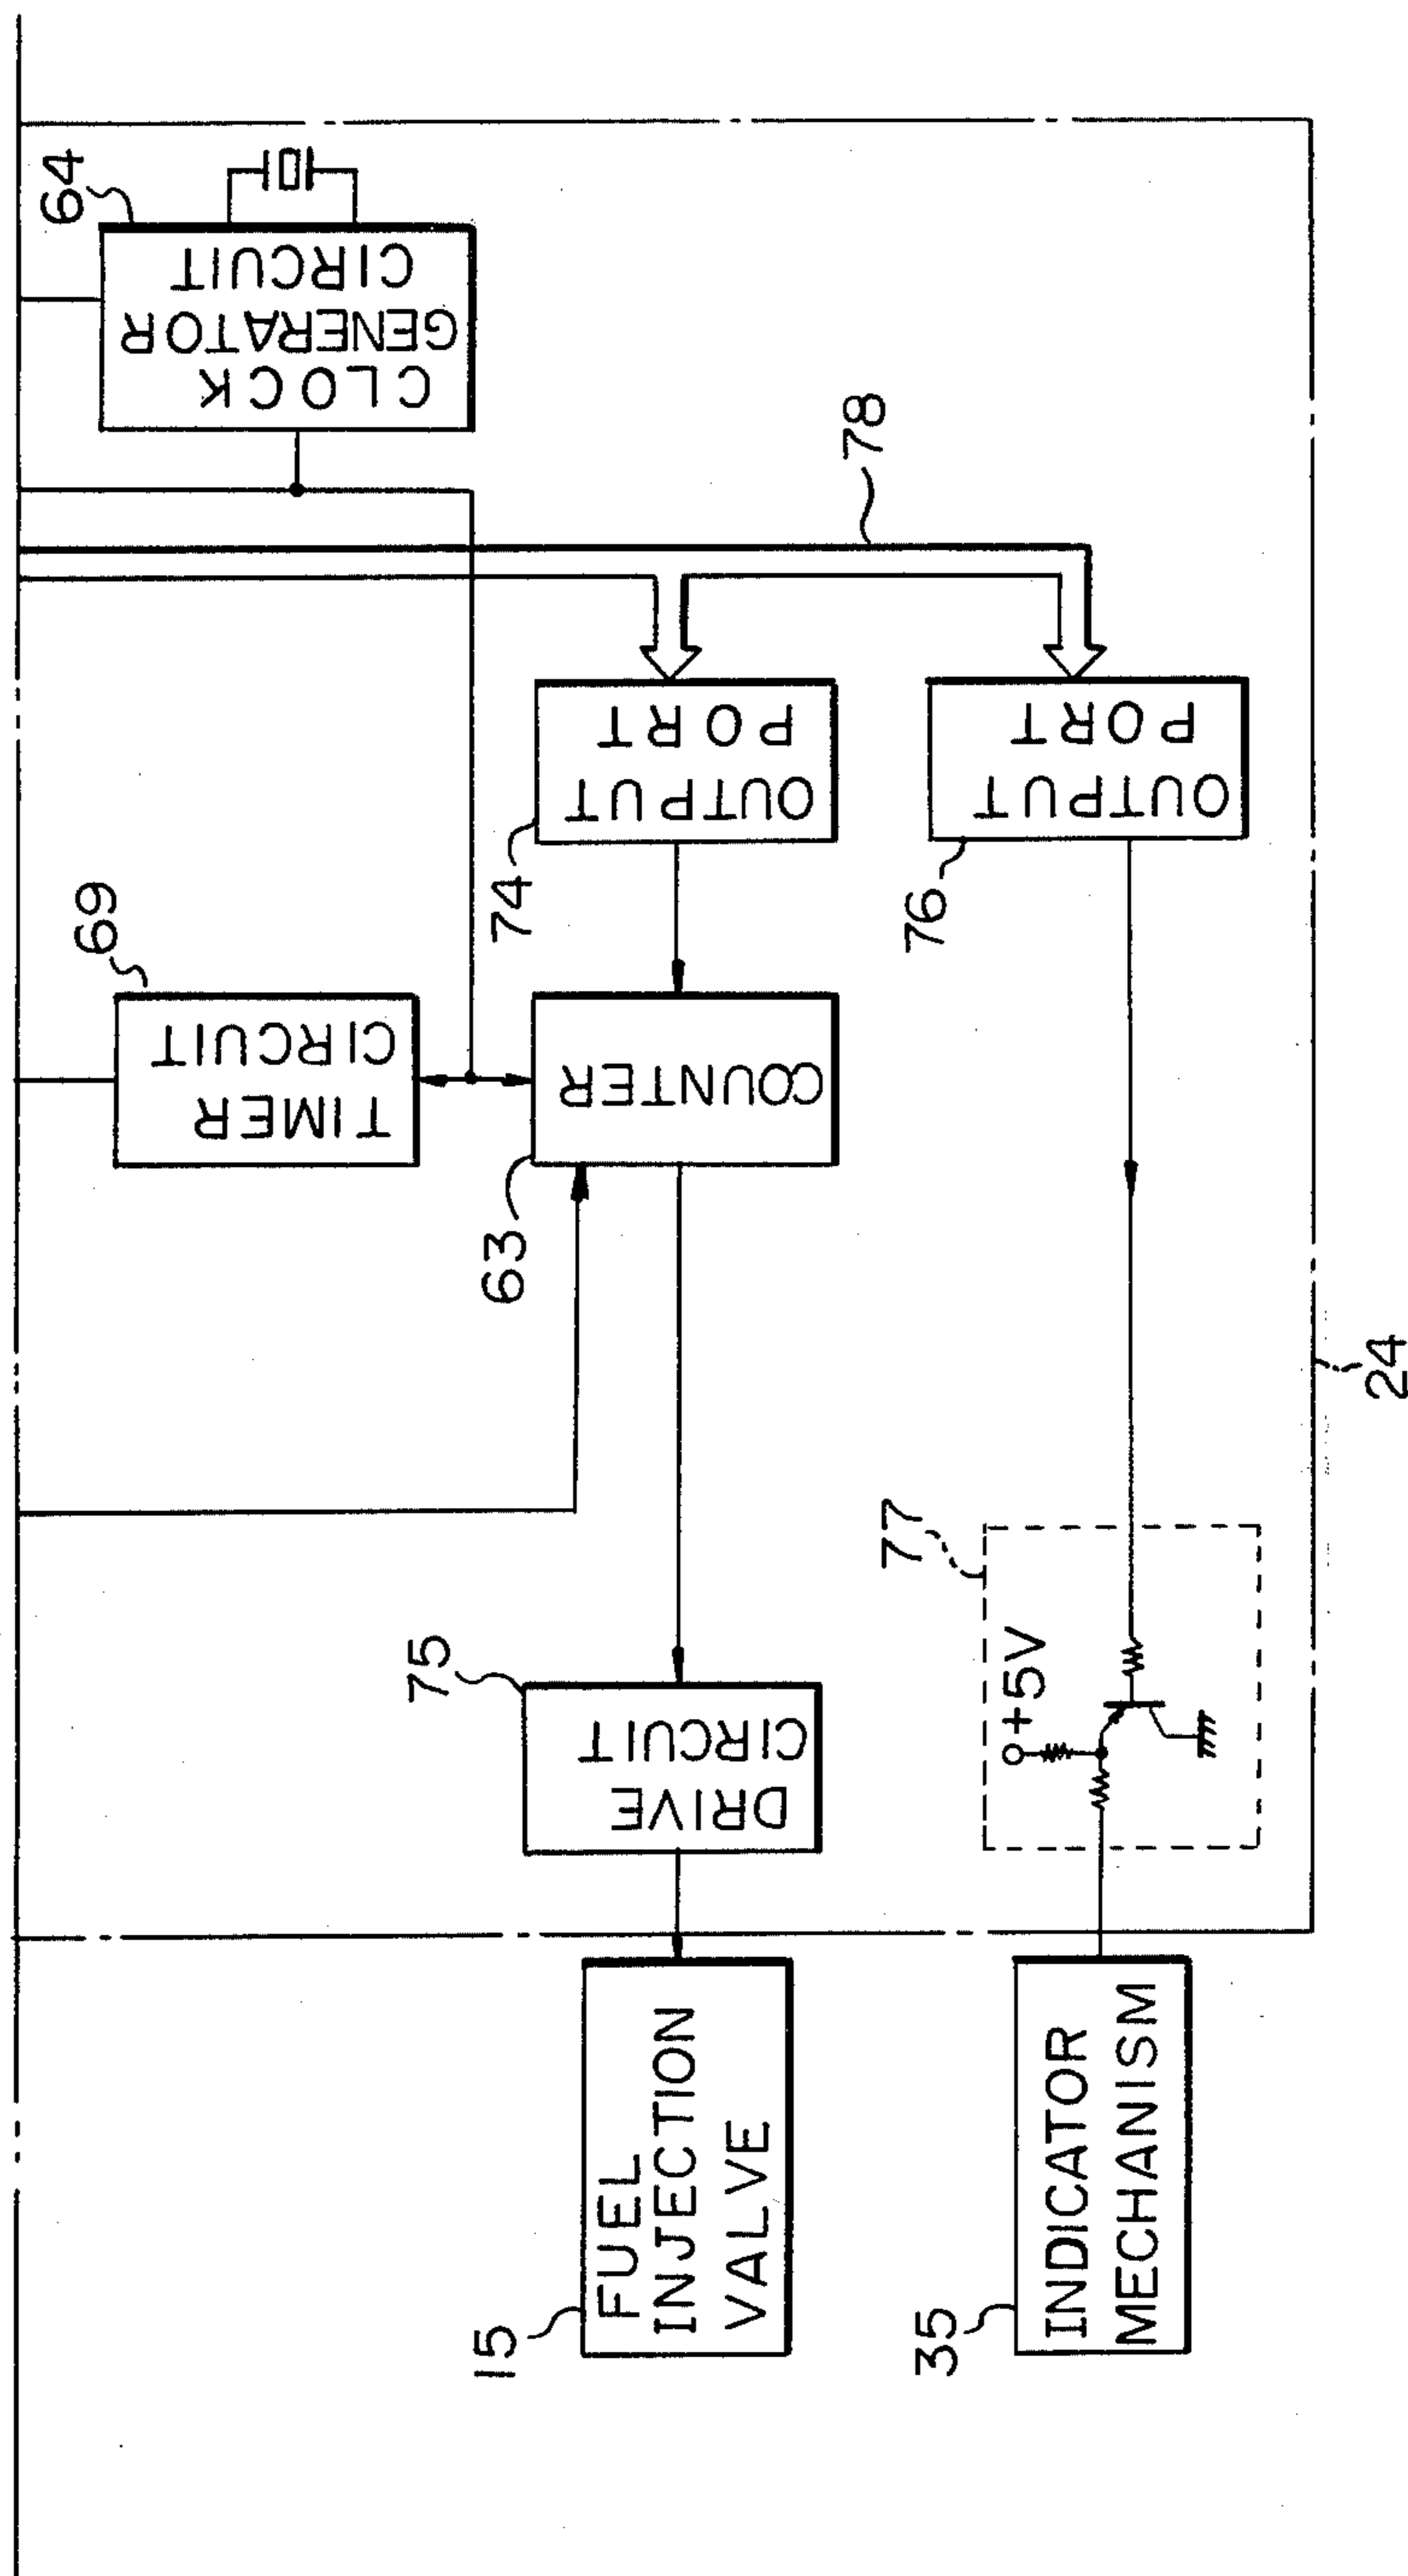 64
CLOCK
GENERATOR
CIRCUIT
78
69
TIMER
CIRCUIT
74
OUTPUT
PORT
76
OUTPUT
PORT
63
COUNTER
75
DRIVE
CIRCUIT
77
+5V
24
15
FUEL
INJECTION
VALVE
35
INDICATOR
MECHANISM